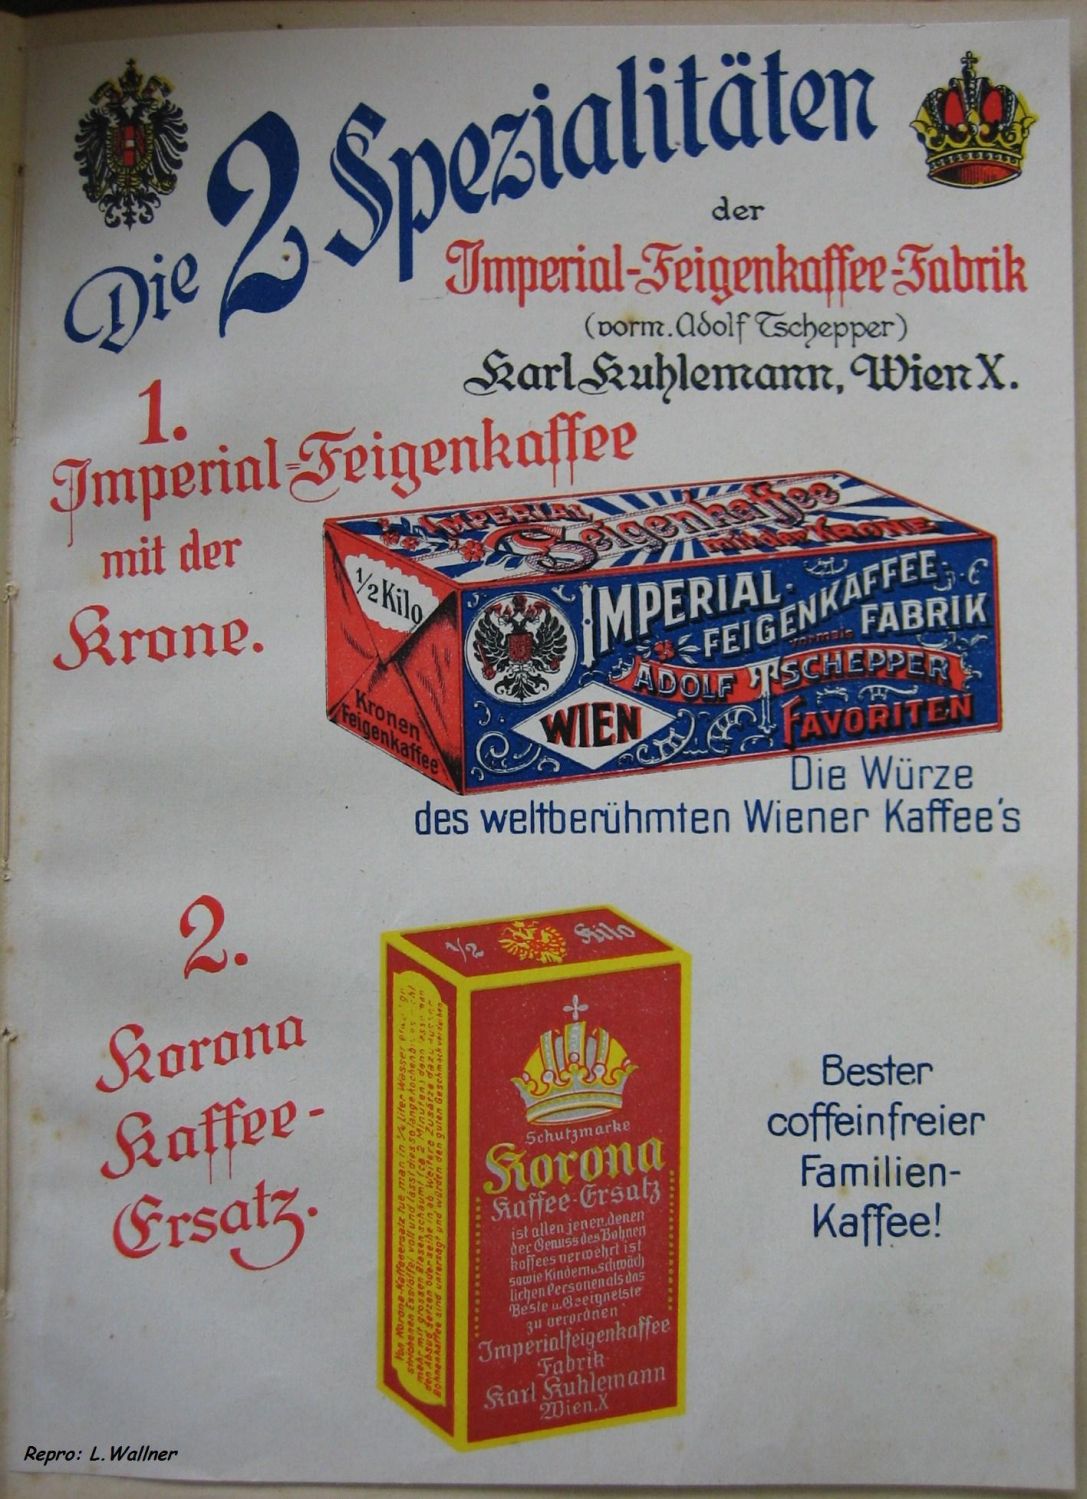 Die 2 Spezialitäten
der
Imperial-Feigenkaffee-Fabrik
(vorm. Adolf Tschepper)
Karl Kuhlemann, Wien X.
1.
Imperial-Feigenkaffee
mit der
Krone.
IMPERIAL
Feigenkaffee
mit der KRONE
1/2 Kilo
Kronen
Feigenkaffee
IMPERIAL-
FEIGENKAFFEE-
FABRIK
vormals
ADOLF TSCHEPPER
WIEN
FAVORITEN
Die Würze
des weltberühmten Wiener Kaffee's
2.
Korona
Kaffee-
Ersatz.
1/2 Kilo
Schutzmarke
Korona
Kaffee-Ersatz
ist allen jenen, denen
der Genuss des Bohnen
kaffees verwehrt ist
sowie Kindern u. schwäch
lichen Personen als das
Beste u. Geeignetste
zu verordnen
Imperialfeigenkaffee
Fabrik
Karl Kuhlemann
Wien, X
Bester
coffeinfreier
Familien-
Kaffee!
Repro: L. Wallner